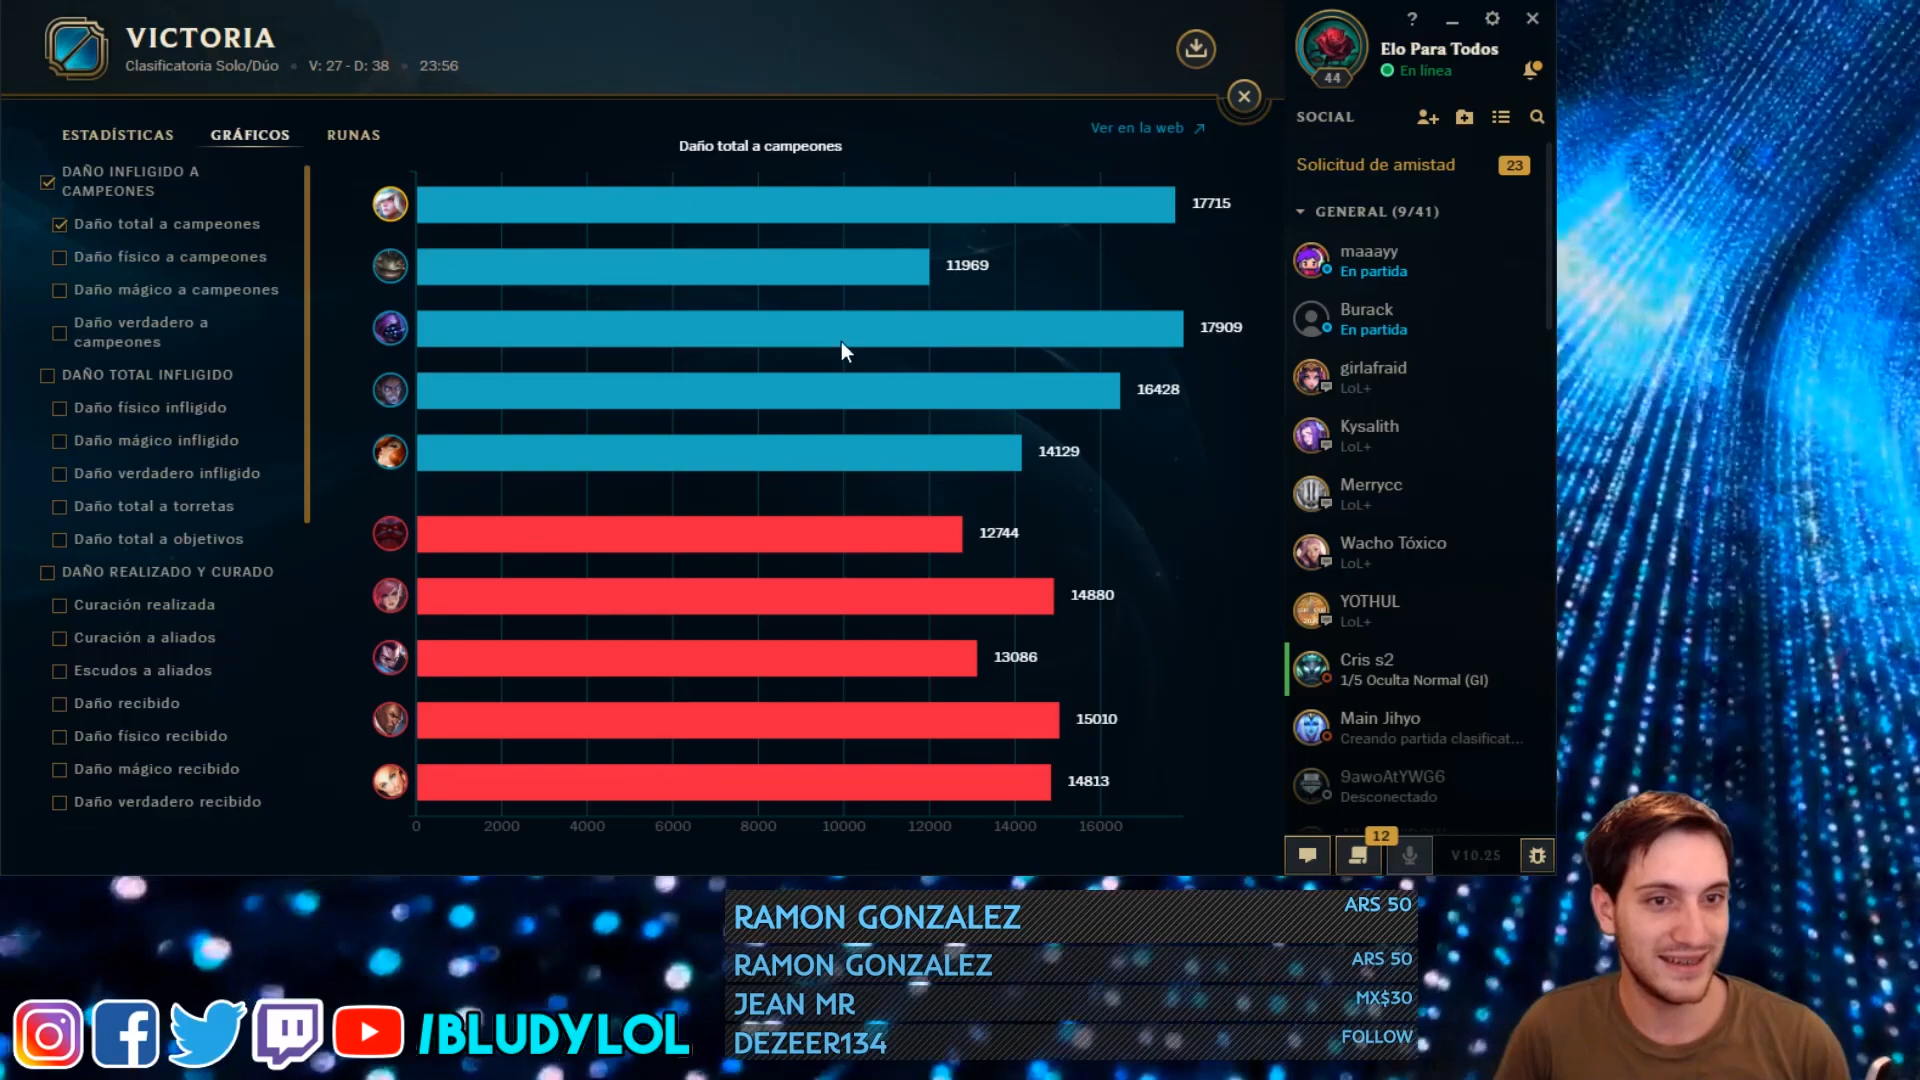 VICTORIA
Clasificatoria Solo/Dúo • V: 27 - D: 38 • 23:56
ESTADÍSTICAS GRÁFICOS RUNAS
Ver en la web
Daño total a campeones
DAÑO INFLIGIDO A
CAMPEONES
Daño total a campeones
Daño físico a campeones
Daño mágico a campeones
Daño verdadero a
campeones
DAÑO TOTAL INFLIGIDO
Daño físico infligido
Daño mágico infligido
Daño verdadero infligido
Daño total a torretas
Daño total a objetivos
DAÑO REALIZADO Y CURADO
Curación realizada
Curación a aliados
Escudos a aliados
Daño recibido
Daño físico recibido
Daño mágico recibido
Daño verdadero recibido
17715
11969
17909
16428
14129
12744
14880
13086
15010
14813
0 2000 4000 6000 8000 10000 12000 14000 16000
?
Elo Para Todos
En línea
44
SOCIAL
Solicitud de amistad 23
GENERAL (9/41)
maaayy
En partida
Burack
En partida
girlafraid
LoL+
Kysalith
LoL+
Merrycc
LoL+
Wacho Tóxico
LoL+
YOTHUL
LoL+
Cris s2
1/5 Oculta Normal (GI)
Main Jihyo
Creando partida clasificat...
9awoAtYWG6
Desconectado
12
V10.25
RAMON GONZALEZ ARS 50
RAMON GONZALEZ ARS 50
JEAN MR MX$30
DEZEER134 FOLLOW
/BLUDYLOL